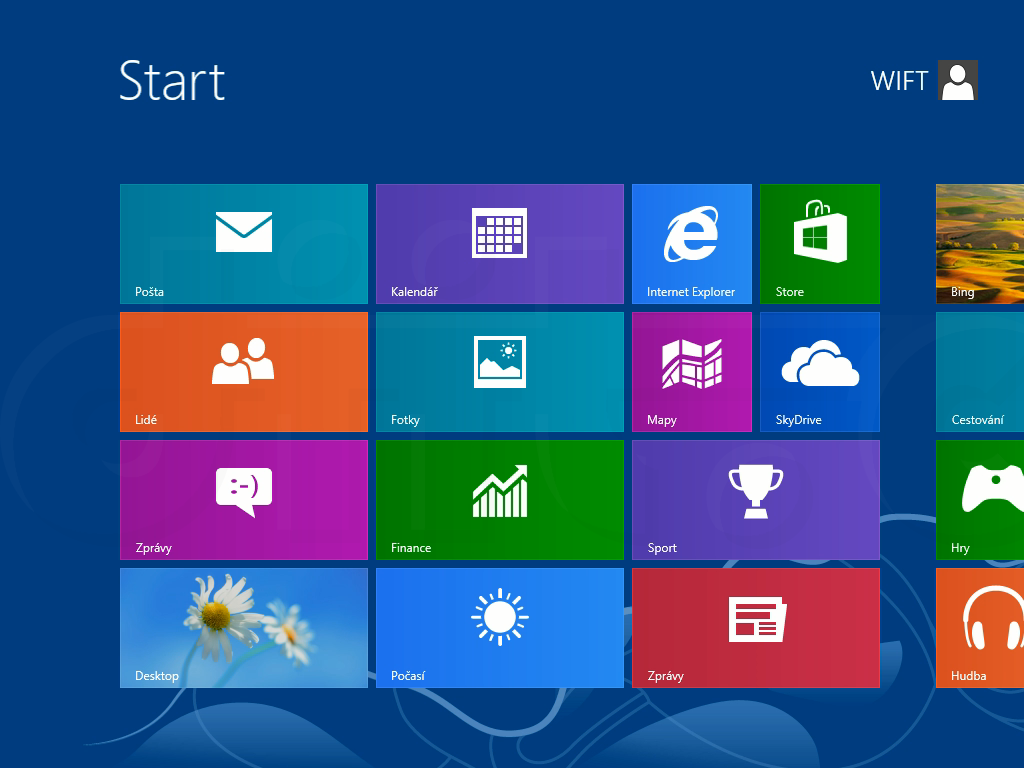 Start
WIFT
Pošta
Kalendář
Internet Explorer
Store
Bing
Lidé
Fotky
Mapy
SkyDrive
Cestování
:-)
Zprávy
Finance
Sport
Hry
Desktop
Počasí
Zprávy
Hudba